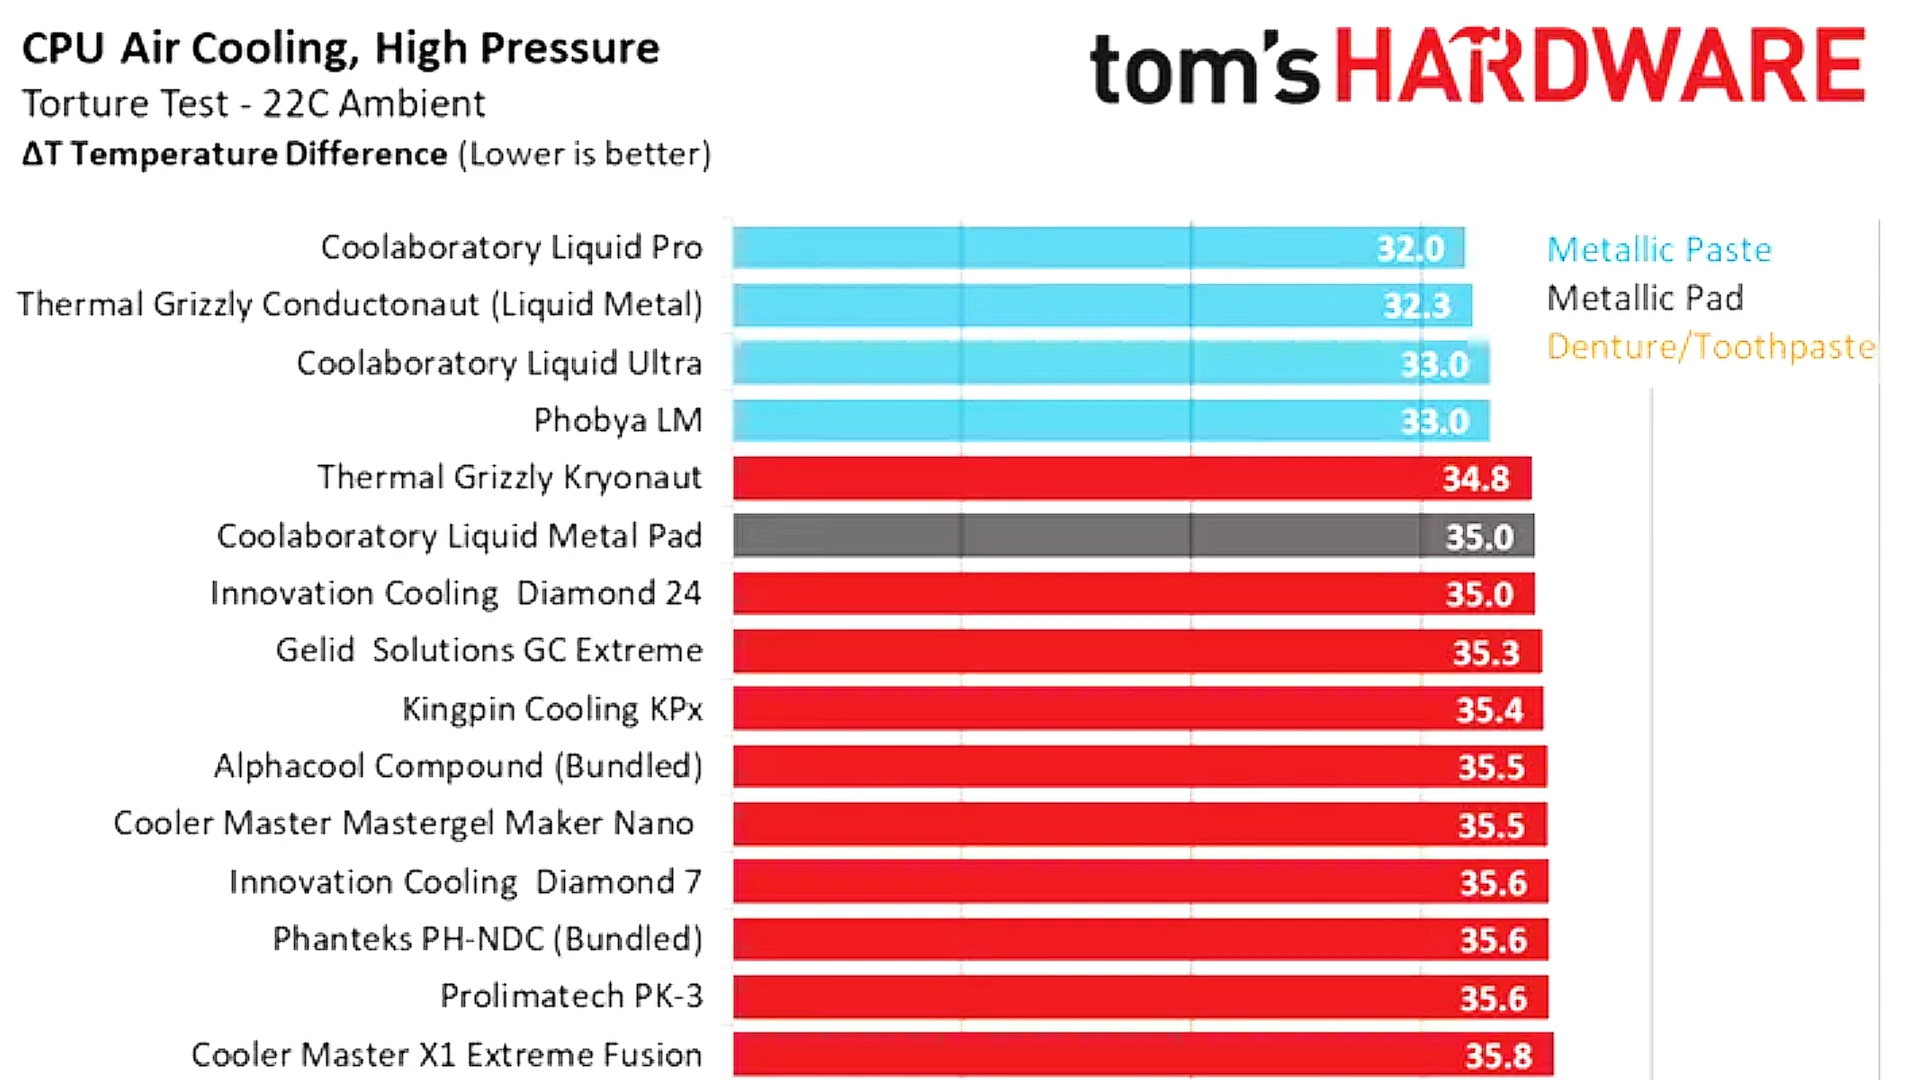 CPU Air Cooling, High Pressure
tom's HARDWARE
Torture Test - 22C Ambient
ΔT Temperature Difference (Lower is better)
Coolaboratory Liquid Pro 32.0
Metallic Paste
Metallic Pad
Denture/Toothpaste
Thermal Grizzly Conductonaut (Liquid Metal) 32.3
Coolaboratory Liquid Ultra 33.0
Phobya LM 33.0
Thermal Grizzly Kryonaut 34.8
Coolaboratory Liquid Metal Pad 35.0
Innovation Cooling  Diamond 24 35.0
Gelid  Solutions GC Extreme 35.3
Kingpin Cooling KPx 35.4
Alphacool Compound (Bundled) 35.5
Cooler Master Mastergel Maker Nano 35.5
Innovation Cooling  Diamond 7 35.6
Phanteks PH-NDC (Bundled) 35.6
Prolimatech PK-3 35.6
Cooler Master X1 Extreme Fusion 35.8